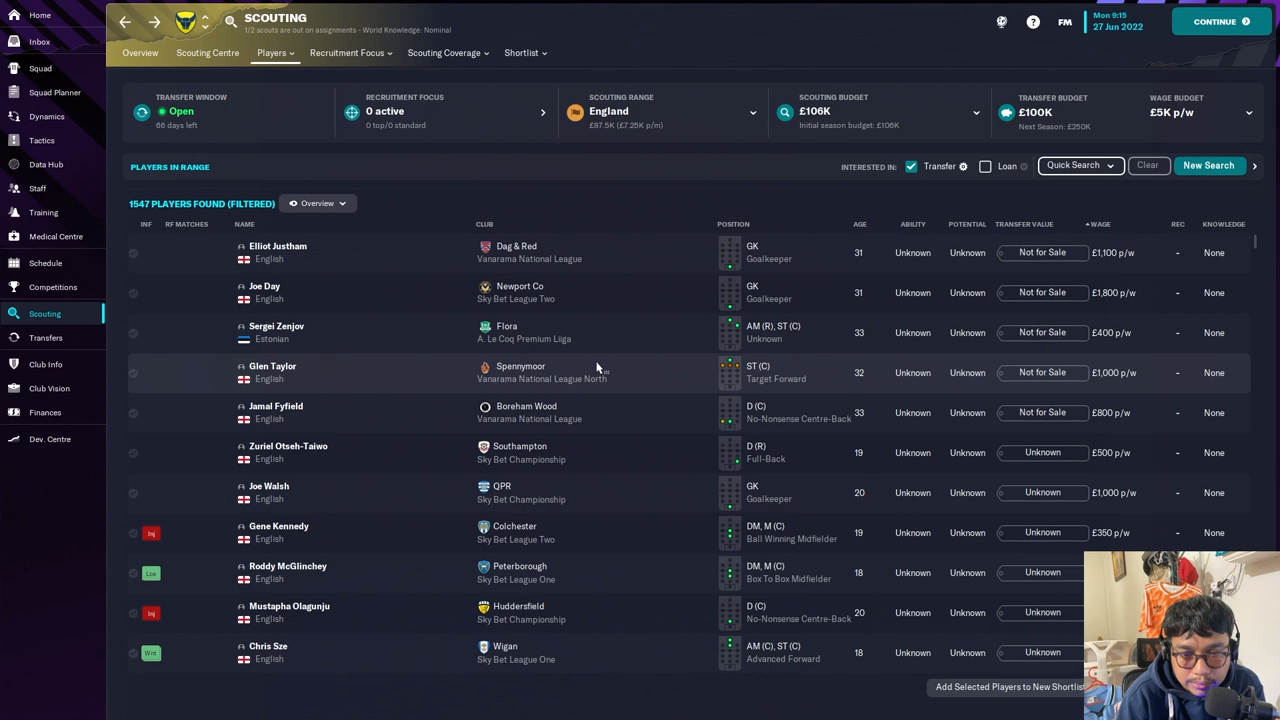 Home
Inbox
Squad
Squad Planner
Dynamics
Tactics
Data Hub
Staff
Training
Medical Centre
Schedule
Competitions
Scouting
Transfers
Club Info
Club Vision
Finances
Dev. Centre
SCOUTING
1/2 scouts are out on assignments - World Knowledge: Nominal
FM
Mon 9:15
27 Jun 2022
CONTINUE
Overview
Scouting Centre
Players
Recruitment Focus
Scouting Coverage
Shortlist
TRANSFER WINDOW
Open
66 days left
RECRUITMENT FOCUS
0 active
0 top/0 standard
SCOUTING RANGE
England
£87.5K (£7.25K p/m)
SCOUTING BUDGET
£106K
Initial season budget: £106K
TRANSFER BUDGET
£100K
Next Season: £250K
WAGE BUDGET
£5K p/w
PLAYERS IN RANGE
INTERESTED IN:
Transfer
Loan
Quick Search
Clear
New Search
1547 PLAYERS FOUND (FILTERED)
Overview
INF RF MATCHES NAME CLUB POSITION AGE ABILITY POTENTIAL TRANSFER VALUE WAGE REC KNOWLEDGE
Elliot Justham Dag & Red GK 31 Unknown Unknown Not for Sale £1,100 p/w - None
English Vanarama National League Goalkeeper
Joe Day Newport Co GK 31 Unknown Unknown Not for Sale £1,800 p/w - None
English Sky Bet League Two Goalkeeper
Sergei Zenjov Flora AM (R), ST (C) 33 Unknown Unknown Not for Sale £400 p/w - None
Estonian A. Le Coq Premium Liiga Unknown
Glen Taylor Spennymoor ST (C) 32 Unknown Unknown Not for Sale £1,000 p/w - None
English Vanarama National League North Target Forward
Jamal Fyfield Boreham Wood D (C) 33 Unknown Unknown Not for Sale £800 p/w - None
English Vanarama National League No-Nonsense Centre-Back
Zuriel Otseh-Taiwo Southampton D (R) 19 Unknown Unknown Unknown £500 p/w - None
English Sky Bet Championship Full-Back
Joe Walsh QPR GK 20 Unknown Unknown Unknown £1,000 p/w - None
English Sky Bet Championship Goalkeeper
Inj Gene Kennedy Colchester DM, M (C) 19 Unknown Unknown Unknown £350 p/w - None
English Sky Bet League Two Ball Winning Midfielder
Loa Roddy McGlinchey Peterborough DM, M (C) 18 Unknown Unknown Unknown
English Sky Bet League One Box To Box Midfielder
Inj Mustapha Olagunju Huddersfield D (C) 20 Unknown Unknown Unknown
English Sky Bet Championship No-Nonsense Centre-Back
Wnt Chris Sze Wigan AM (C), ST (C) 18 Unknown Unknown Unknown
English Sky Bet League One Advanced Forward
Add Selected Players to New Shortlist